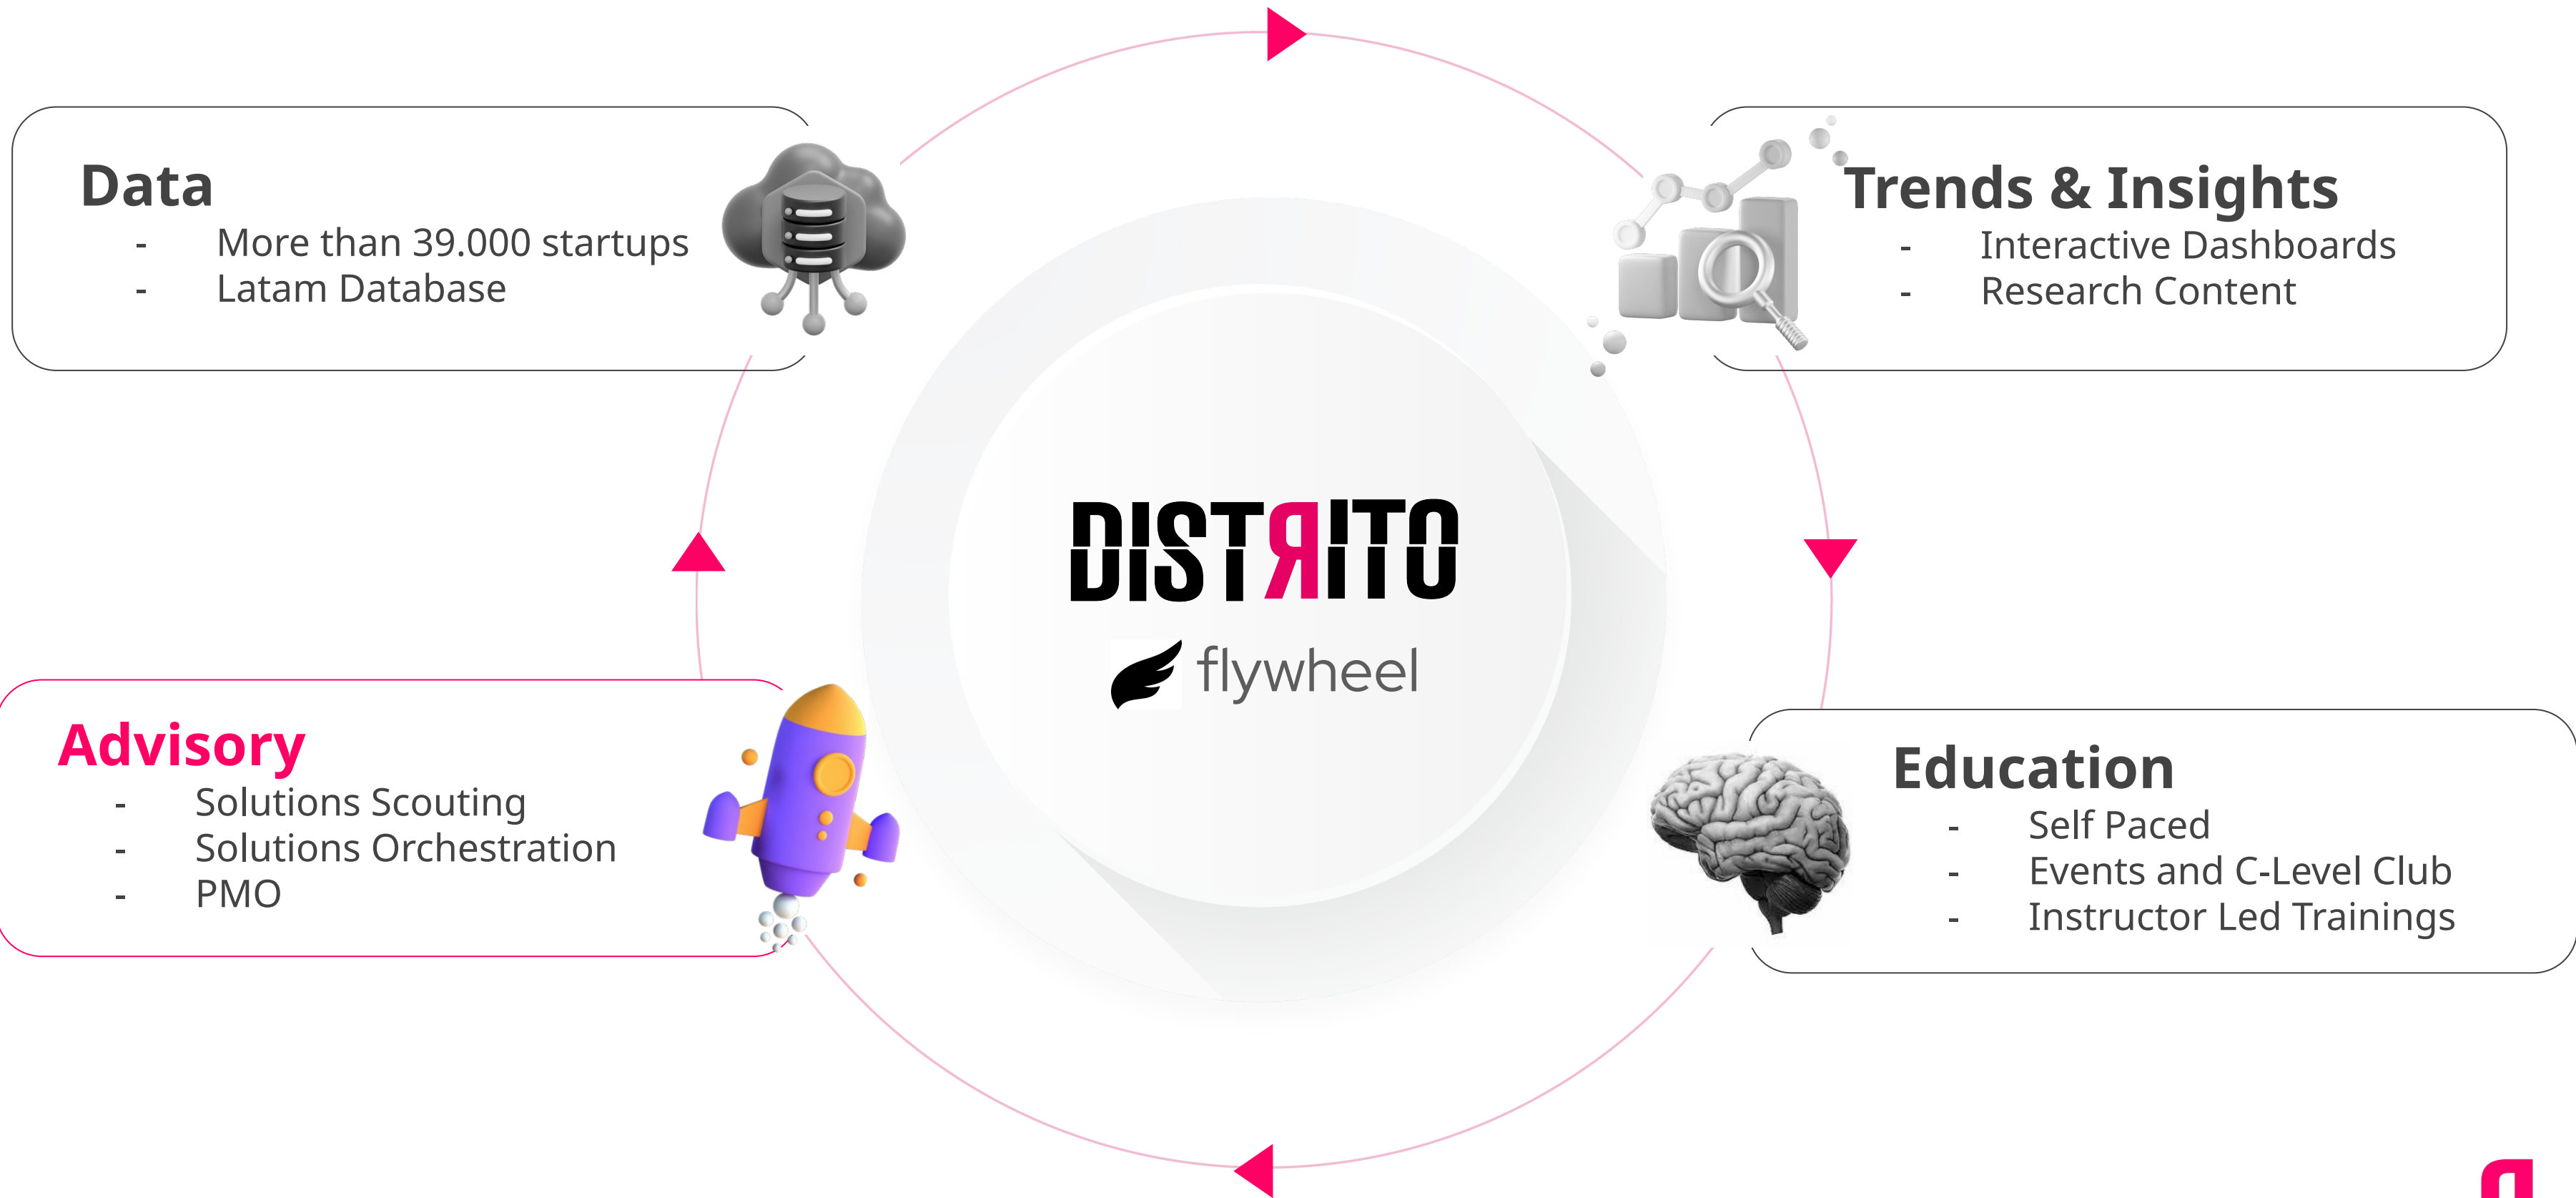 Data
- More than 39.000 startups
- Latam Database
Trends & Insights
- Interactive Dashboards
- Research Content
DISTЯITO
flywheel
Advisory
- Solutions Scouting
- Solutions Orchestration
- PMO
Education
- Self Paced
- Events and C-Level Club
- Instructor Led Trainings